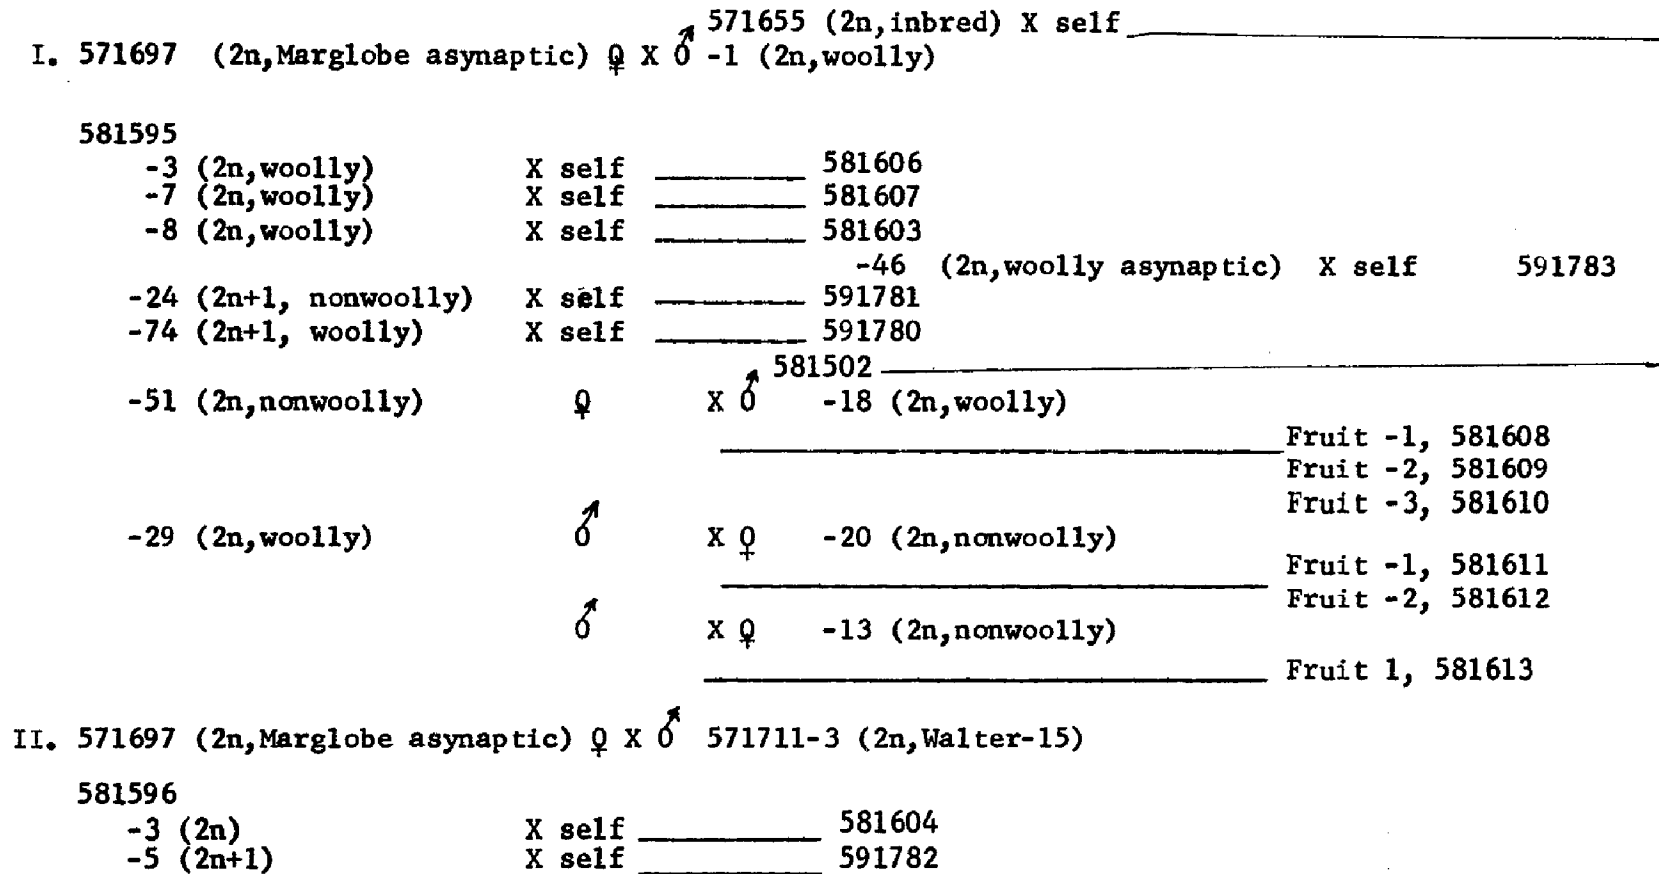 571655 (2n,inbred) X self
I. 571697 (2n,Marglobe asynaptic) ♀ X ♂ -1 (2n,woolly)
581595
-3 (2n,woolly) X self 581606
-7 (2n,woolly) X self 581607
-8 (2n,woolly) X self 581603
-46 (2n,woolly asynaptic) X self 591783
-24 (2n+1, nonwoolly) X self 591781
-74 (2n+1, woolly) X self 591780
581502
-51 (2n,nonwoolly) ♀ X ♂ -18 (2n,woolly)
Fruit -1, 581608
Fruit -2, 581609
Fruit -3, 581610
-29 (2n,woolly) ♂ X ♀ -20 (2n,nonwoolly)
Fruit -1, 581611
Fruit -2, 581612
♂ X ♀ -13 (2n,nonwoolly)
Fruit 1, 581613
II. 571697 (2n,Marglobe asynaptic) ♀ X ♂ 571711-3 (2n,Walter-15)
581596
-3 (2n) X self 581604
-5 (2n+1) X self 591782